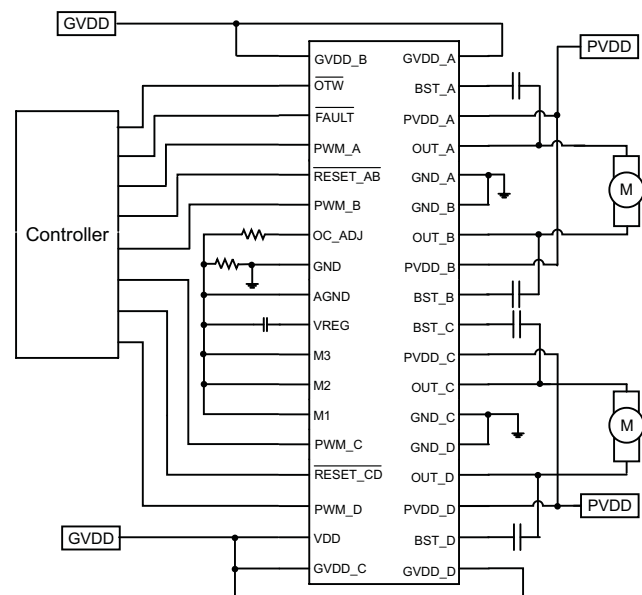 GVDD
PVDD
GVDD_B
GVDD_A
OTW
BST_A
FAULT
PVDD_A
PWM_A
OUT_A
RESET_AB
GND_A
M
PWM_B
GND_B
Controller
OC_ADJ
OUT_B
GND
PVDD_B
AGND
BST_B
VREG
BST_C
M3
PVDD_C
M2
OUT_C
M1
GND_C
M
PWM_C
GND_D
RESET_CD
OUT_D
PWM_D
PVDD_D
PVDD
GVDD
VDD
BST_D
GVDD_C
GVDD_D